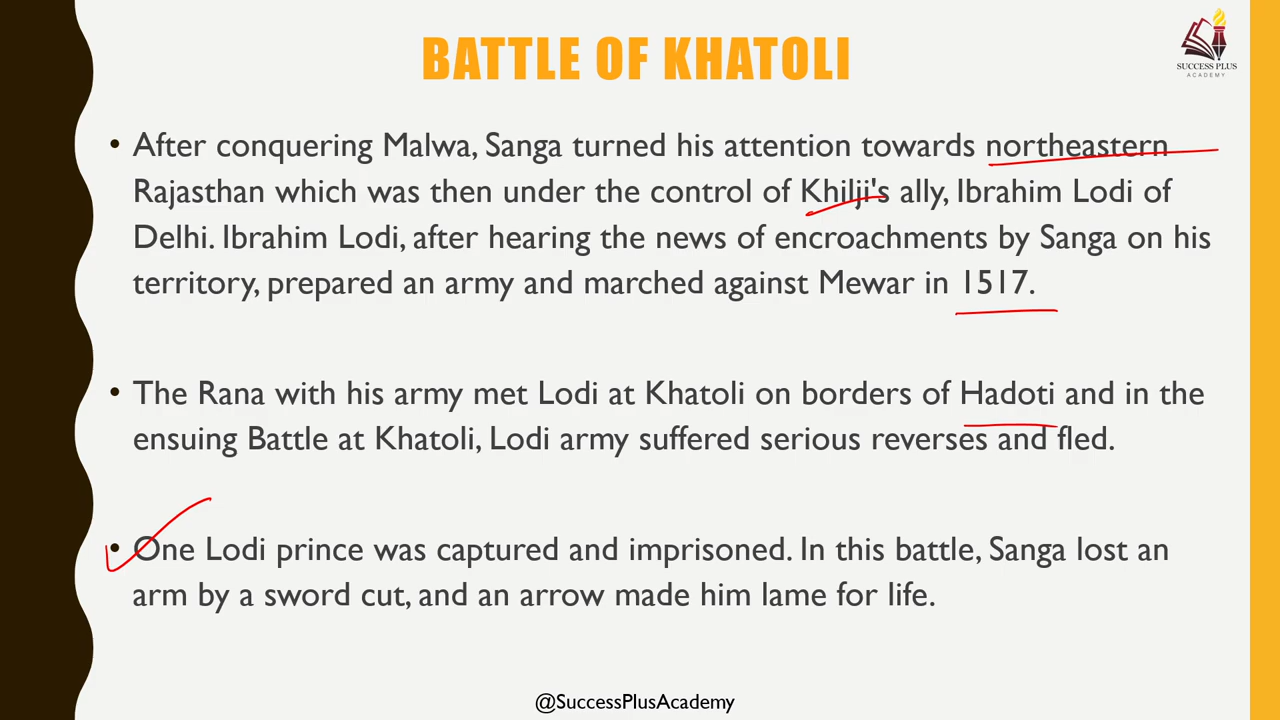 BATTLE OF KHATOLI
SUCCESS PLUS
ACADEMY
• After conquering Malwa, Sanga turned his attention towards northeastern
Rajasthan which was then under the control of Khilji's ally, Ibrahim Lodi of
Delhi. Ibrahim Lodi, after hearing the news of encroachments by Sanga on his
territory, prepared an army and marched against Mewar in 1517.
• The Rana with his army met Lodi at Khatoli on borders of Hadoti and in the
ensuing Battle at Khatoli, Lodi army suffered serious reverses and fled.
• One Lodi prince was captured and imprisoned. In this battle, Sanga lost an
arm by a sword cut, and an arrow made him lame for life.
@SuccessPlusAcademy